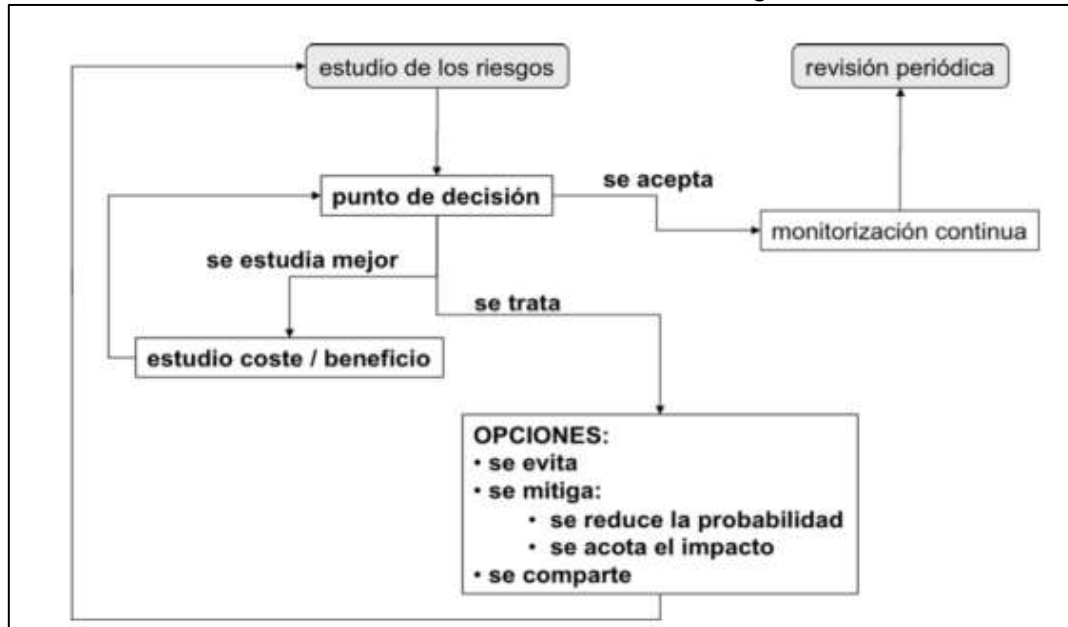 estudio de los riesgos
revisión periódica
punto de decisión
se acepta
monitorización continua
se estudia mejor
se trata
estudio coste / beneficio
OPCIONES:
• se evita
• se mitiga:
• se reduce la probabilidad
• se acota el impacto
• se comparte